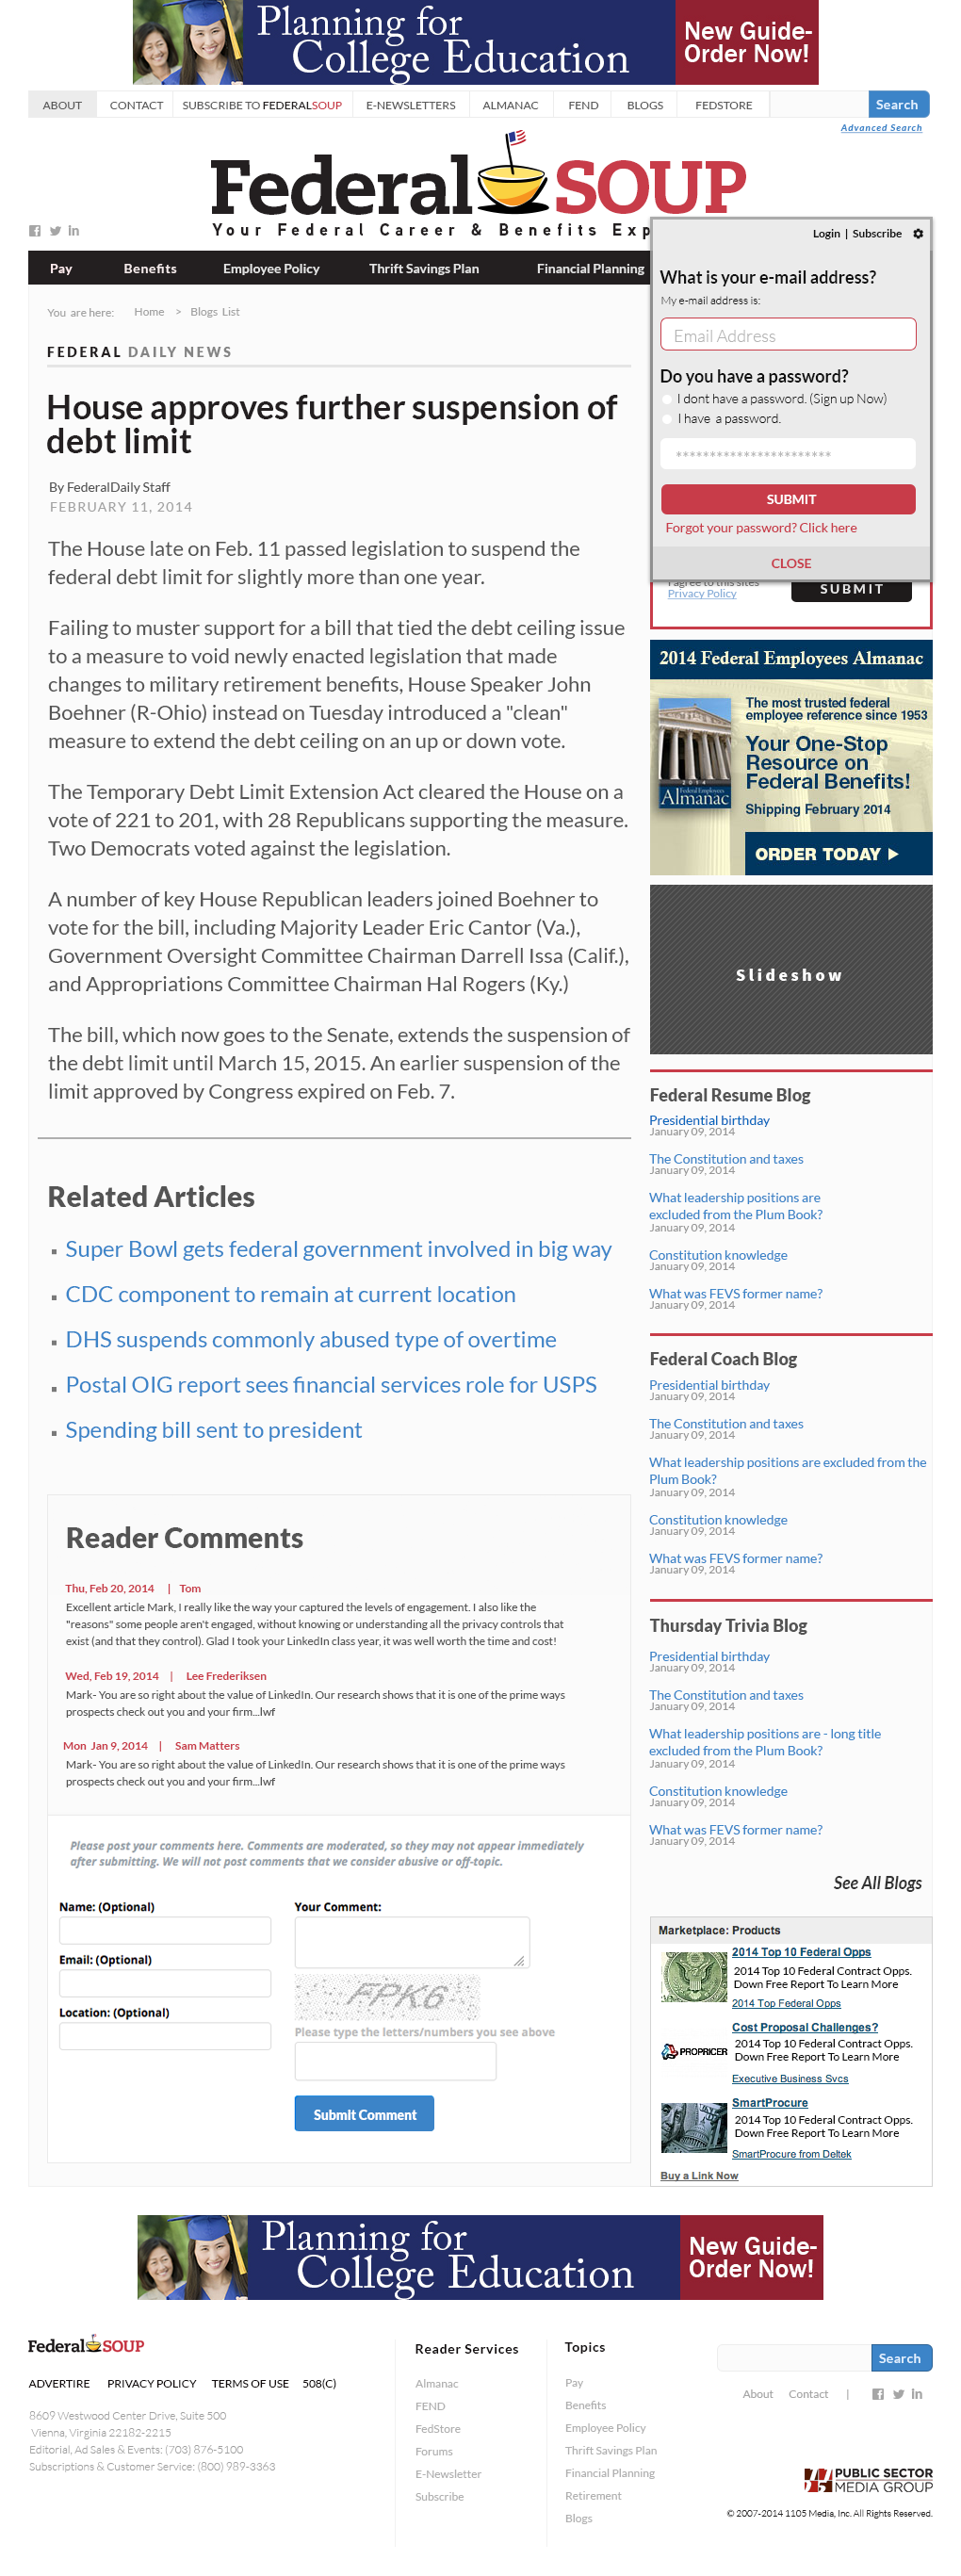 Planning for
College Education
New Guide-
Order Now!
ABOUT CONTACT SUBSCRIBE TO FEDERALSOUP E-NEWSLETTERS ALMANAC FEND BLOGS FEDSTORE Search
Advanced Search
Federal SOUP
Your Federal Career & Benefits Exp
Login | Subscribe
Pay Benefits Employee Policy Thrift Savings Plan Financial Planning
What is your e-mail address?
My e-mail address is:
Email Address
Do you have a password?
I dont have a password. (Sign up Now)
I have a password.
***********************
SUBMIT
Forgot your password? Click here
CLOSE
I agree to this sites
Privacy Policy
SUBMIT
You are here: Home > Blogs List
FEDERAL DAILY NEWS
House approves further suspension of
debt limit
By FederalDaily Staff
FEBRUARY 11, 2014
The House late on Feb. 11 passed legislation to suspend the
federal debt limit for slightly more than one year.
Failing to muster support for a bill that tied the debt ceiling issue
to a measure to void newly enacted legislation that made
changes to military retirement benefits, House Speaker John
Boehner (R-Ohio) instead on Tuesday introduced a "clean"
measure to extend the debt ceiling on an up or down vote.
The Temporary Debt Limit Extension Act cleared the House on a
vote of 221 to 201, with 28 Republicans supporting the measure.
Two Democrats voted against the legislation.
A number of key House Republican leaders joined Boehner to
vote for the bill, including Majority Leader Eric Cantor (Va.),
Government Oversight Committee Chairman Darrell Issa (Calif.),
and Appropriations Committee Chairman Hal Rogers (Ky.)
The bill, which now goes to the Senate, extends the suspension of
the debt limit until March 15, 2015. An earlier suspension of the
limit approved by Congress expired on Feb. 7.
Related Articles
Super Bowl gets federal government involved in big way
CDC component to remain at current location
DHS suspends commonly abused type of overtime
Postal OIG report sees financial services role for USPS
Spending bill sent to president
Reader Comments
Thu, Feb 20, 2014 | Tom
Excellent article Mark, I really like the way your captured the levels of engagement. I also like the
"reasons" some people aren't engaged, without knowing or understanding all the privacy controls that
exist (and that they control). Glad I took your LinkedIn class year, it was well worth the time and cost!
Wed, Feb 19, 2014 | Lee Frederiksen
Mark- You are so right about the value of LinkedIn. Our research shows that it is one of the prime ways
prospects check out you and your firm...lwf
Mon Jan 9, 2014 | Sam Matters
Mark- You are so right about the value of LinkedIn. Our research shows that it is one of the prime ways
prospects check out you and your firm...lwf
Please post your comments here. Comments are moderated, so they may not appear immediately
after submitting. We will not post comments that we consider abusive or off-topic.
Name: (Optional)
Email: (Optional)
Location: (Optional)
Your Comment:
FPK6
Please type the letters/numbers you see above
Submit Comment
2014 Federal Employees Almanac
The most trusted federal
employee reference since 1953
Your One-Stop
Resource on
Federal Benefits!
Shipping February 2014
2014
Federal Employees
Almanac
ORDER TODAY
Slideshow
Federal Resume Blog
Presidential birthday
January 09, 2014
The Constitution and taxes
January 09, 2014
What leadership positions are
excluded from the Plum Book?
January 09, 2014
Constitution knowledge
January 09, 2014
What was FEVS former name?
January 09, 2014
Federal Coach Blog
Presidential birthday
January 09, 2014
The Constitution and taxes
January 09, 2014
What leadership positions are excluded from the
Plum Book?
January 09, 2014
Constitution knowledge
January 09, 2014
What was FEVS former name?
January 09, 2014
Thursday Trivia Blog
Presidential birthday
January 09, 2014
The Constitution and taxes
January 09, 2014
What leadership positions are - long title
excluded from the Plum Book?
January 09, 2014
Constitution knowledge
January 09, 2014
What was FEVS former name?
January 09, 2014
See All Blogs
Marketplace: Products
2014 Top 10 Federal Opps
2014 Top 10 Federal Contract Opps.
Down Free Report To Learn More
2014 Top Federal Opps
Cost Proposal Challenges?
PROPRICER
2014 Top 10 Federal Contract Opps.
Down Free Report To Learn More
Executive Business Svcs
SmartProcure
2014 Top 10 Federal Contract Opps.
Down Free Report To Learn More
SmartProcure from Deltek
Buy a Link Now
Planning for
College Education
New Guide-
Order Now!
Federal SOUP
ADVERTIRE PRIVACY POLICY TERMS OF USE 508(C)
8609 Westwood Center Drive, Suite 500
Vienna, Virginia 22182-2215
Editorial, Ad Sales & Events: (703) 876-5100
Subscriptions & Customer Service: (800) 989-3363
Reader Services
Almanac
FEND
FedStore
Forums
E-Newsletter
Subscribe
Topics
Pay
Benefits
Employee Policy
Thrift Savings Plan
Financial Planning
Retirement
Blogs
Search
About Contact |
PUBLIC SECTOR
MEDIA GROUP
© 2007-2014 1105 Media, Inc. All Rights Reserved.